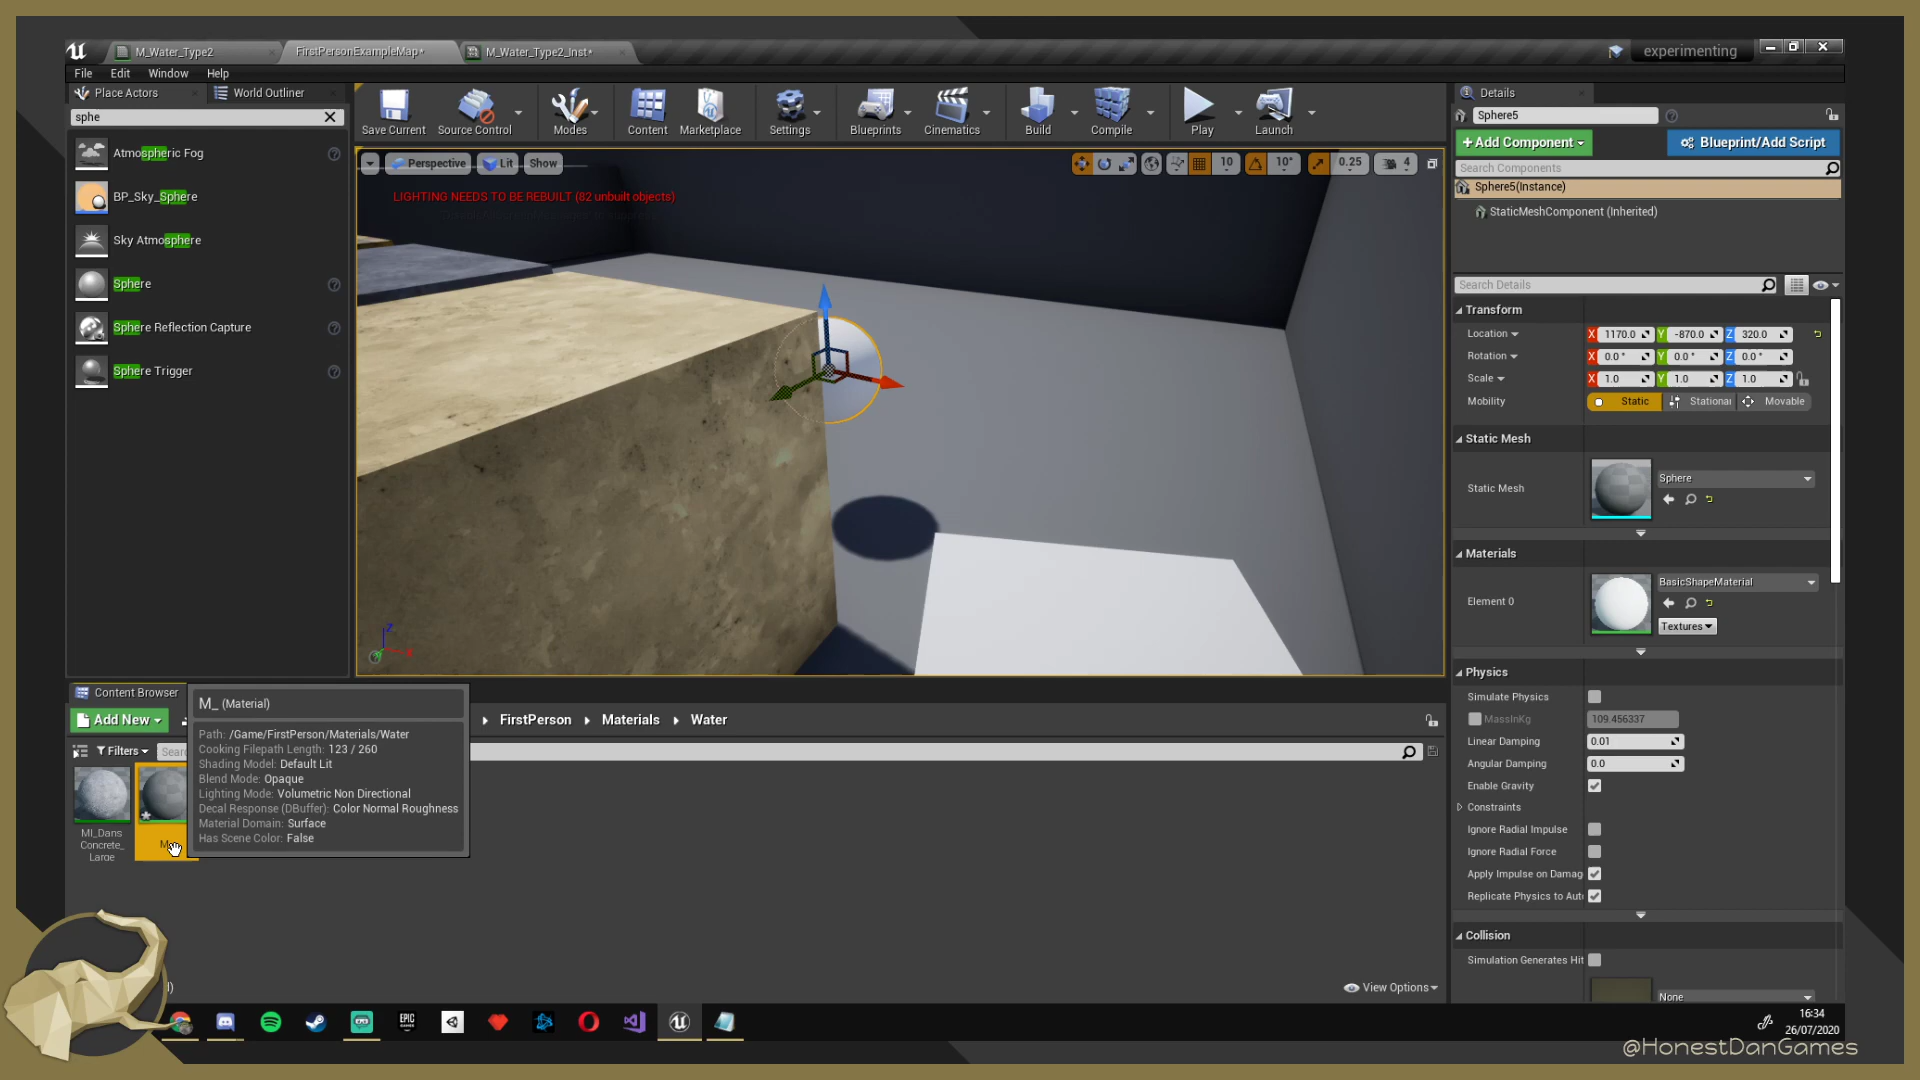 M_Water_Type2
FirstPersonExampleMap*
M_Water_Type2_Inst*
experimenting
File
Edit
Window
Help
Place Actors
World Outliner
sphe
Atmospheric Fog
BP_Sky_Sphere
Sky Atmosphere
Sphere
Sphere Reflection Capture
Sphere Trigger
Save Current
Source Control
Modes
Content
Marketplace
Settings
Blueprints
Cinematics
Build
Compile
Play
Launch
Perspective
Lit
Show
10
10°
0.25
4
LIGHTING NEEDS TO BE REBUILT (82 unbuilt objects)
Details
Sphere5
+Add Component
Blueprint/Add Script
Search Components
Sphere5(Instance)
StaticMeshComponent (Inherited)
Search Details
Transform
Location
X 1170.0
Y -870.0
Z 320.0
Rotation
X 0.0°
Y 0.0°
Z 0.0°
Scale
X 1.0
Y 1.0
Z 1.0
Mobility
Static
Stationar
Movable
Static Mesh
Static Mesh
Sphere
Materials
Element 0
BasicShapeMaterial
Textures
Physics
Simulate Physics
MassInKg
109.456337
Linear Damping
0.01
Angular Damping
0.0
Enable Gravity
Constraints
Ignore Radial Impulse
Ignore Radial Force
Apply Impulse on Damag
Replicate Physics to Aut
Collision
Simulation Generates Hit
None
Content Browser
Add New
FirstPerson
Materials
Water
Filters
Sear
M_ (Material)
Path: /Game/FirstPerson/Materials/Water
Cooking Filepath Length: 123 / 260
Shading Model: Default Lit
Blend Mode: Opaque
Lighting Mode: Volumetric Non Directional
Decal Response (DBuffer): Color Normal Roughness
Material Domain: Surface
Has Scene Color: False
MI_Dans
Concrete_
Large
View Options
EPIC
GAMES
16:34
26/07/2020
@HonestDanGames